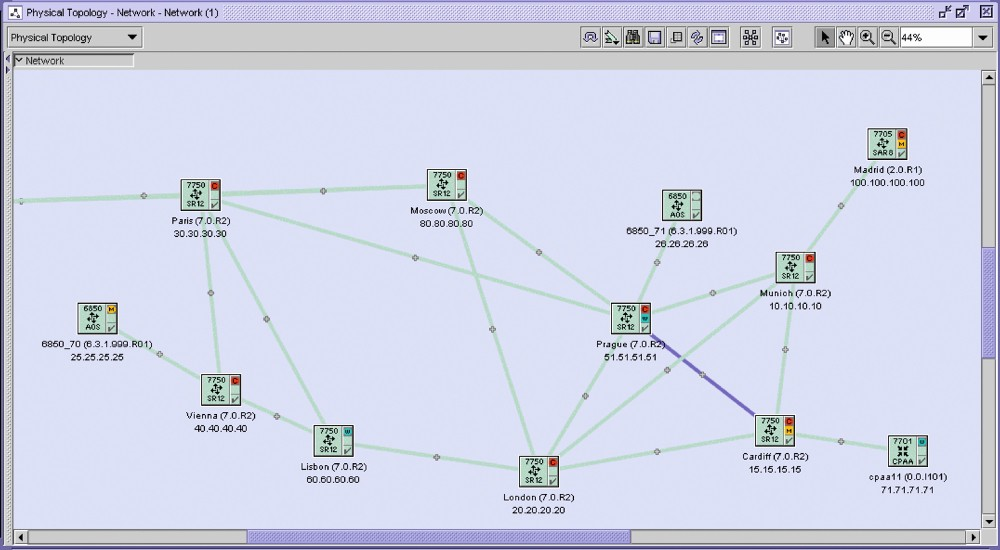 Physical Topology - Network - Network (1)
Physical Topology
44%
Network
7705
C
M
SAR8
Madrid (2.0.R1)
100.100.100.100
7750
C
SR12
Moscow (7.0.R2)
80.80.80.80
7750
C
SR12
Paris (7.0.R2)
30.30.30.30
6850
AOS
6850_71 (6.3.1.999.R01)
26.26.26.26
7750
C
SR12
Munich (7.0.R2)
10.10.10.10
6850
M
AOS
6850_70 (6.3.1.999.R01)
25.25.25.25
7750
C
SR12
Prague (7.0.R2)
51.51.51.51
7750
C
SR12
Vienna (7.0.R2)
40.40.40.40
7750
SR12
Lisbon (7.0.R2)
60.60.60.60
7750
C
M
SR12
Cardiff (7.0.R2)
15.15.15.15
7750
C
SR12
London (7.0.R2)
20.20.20.20
7701
CPAA
cpaa11 (0.0.I101)
71.71.71.71